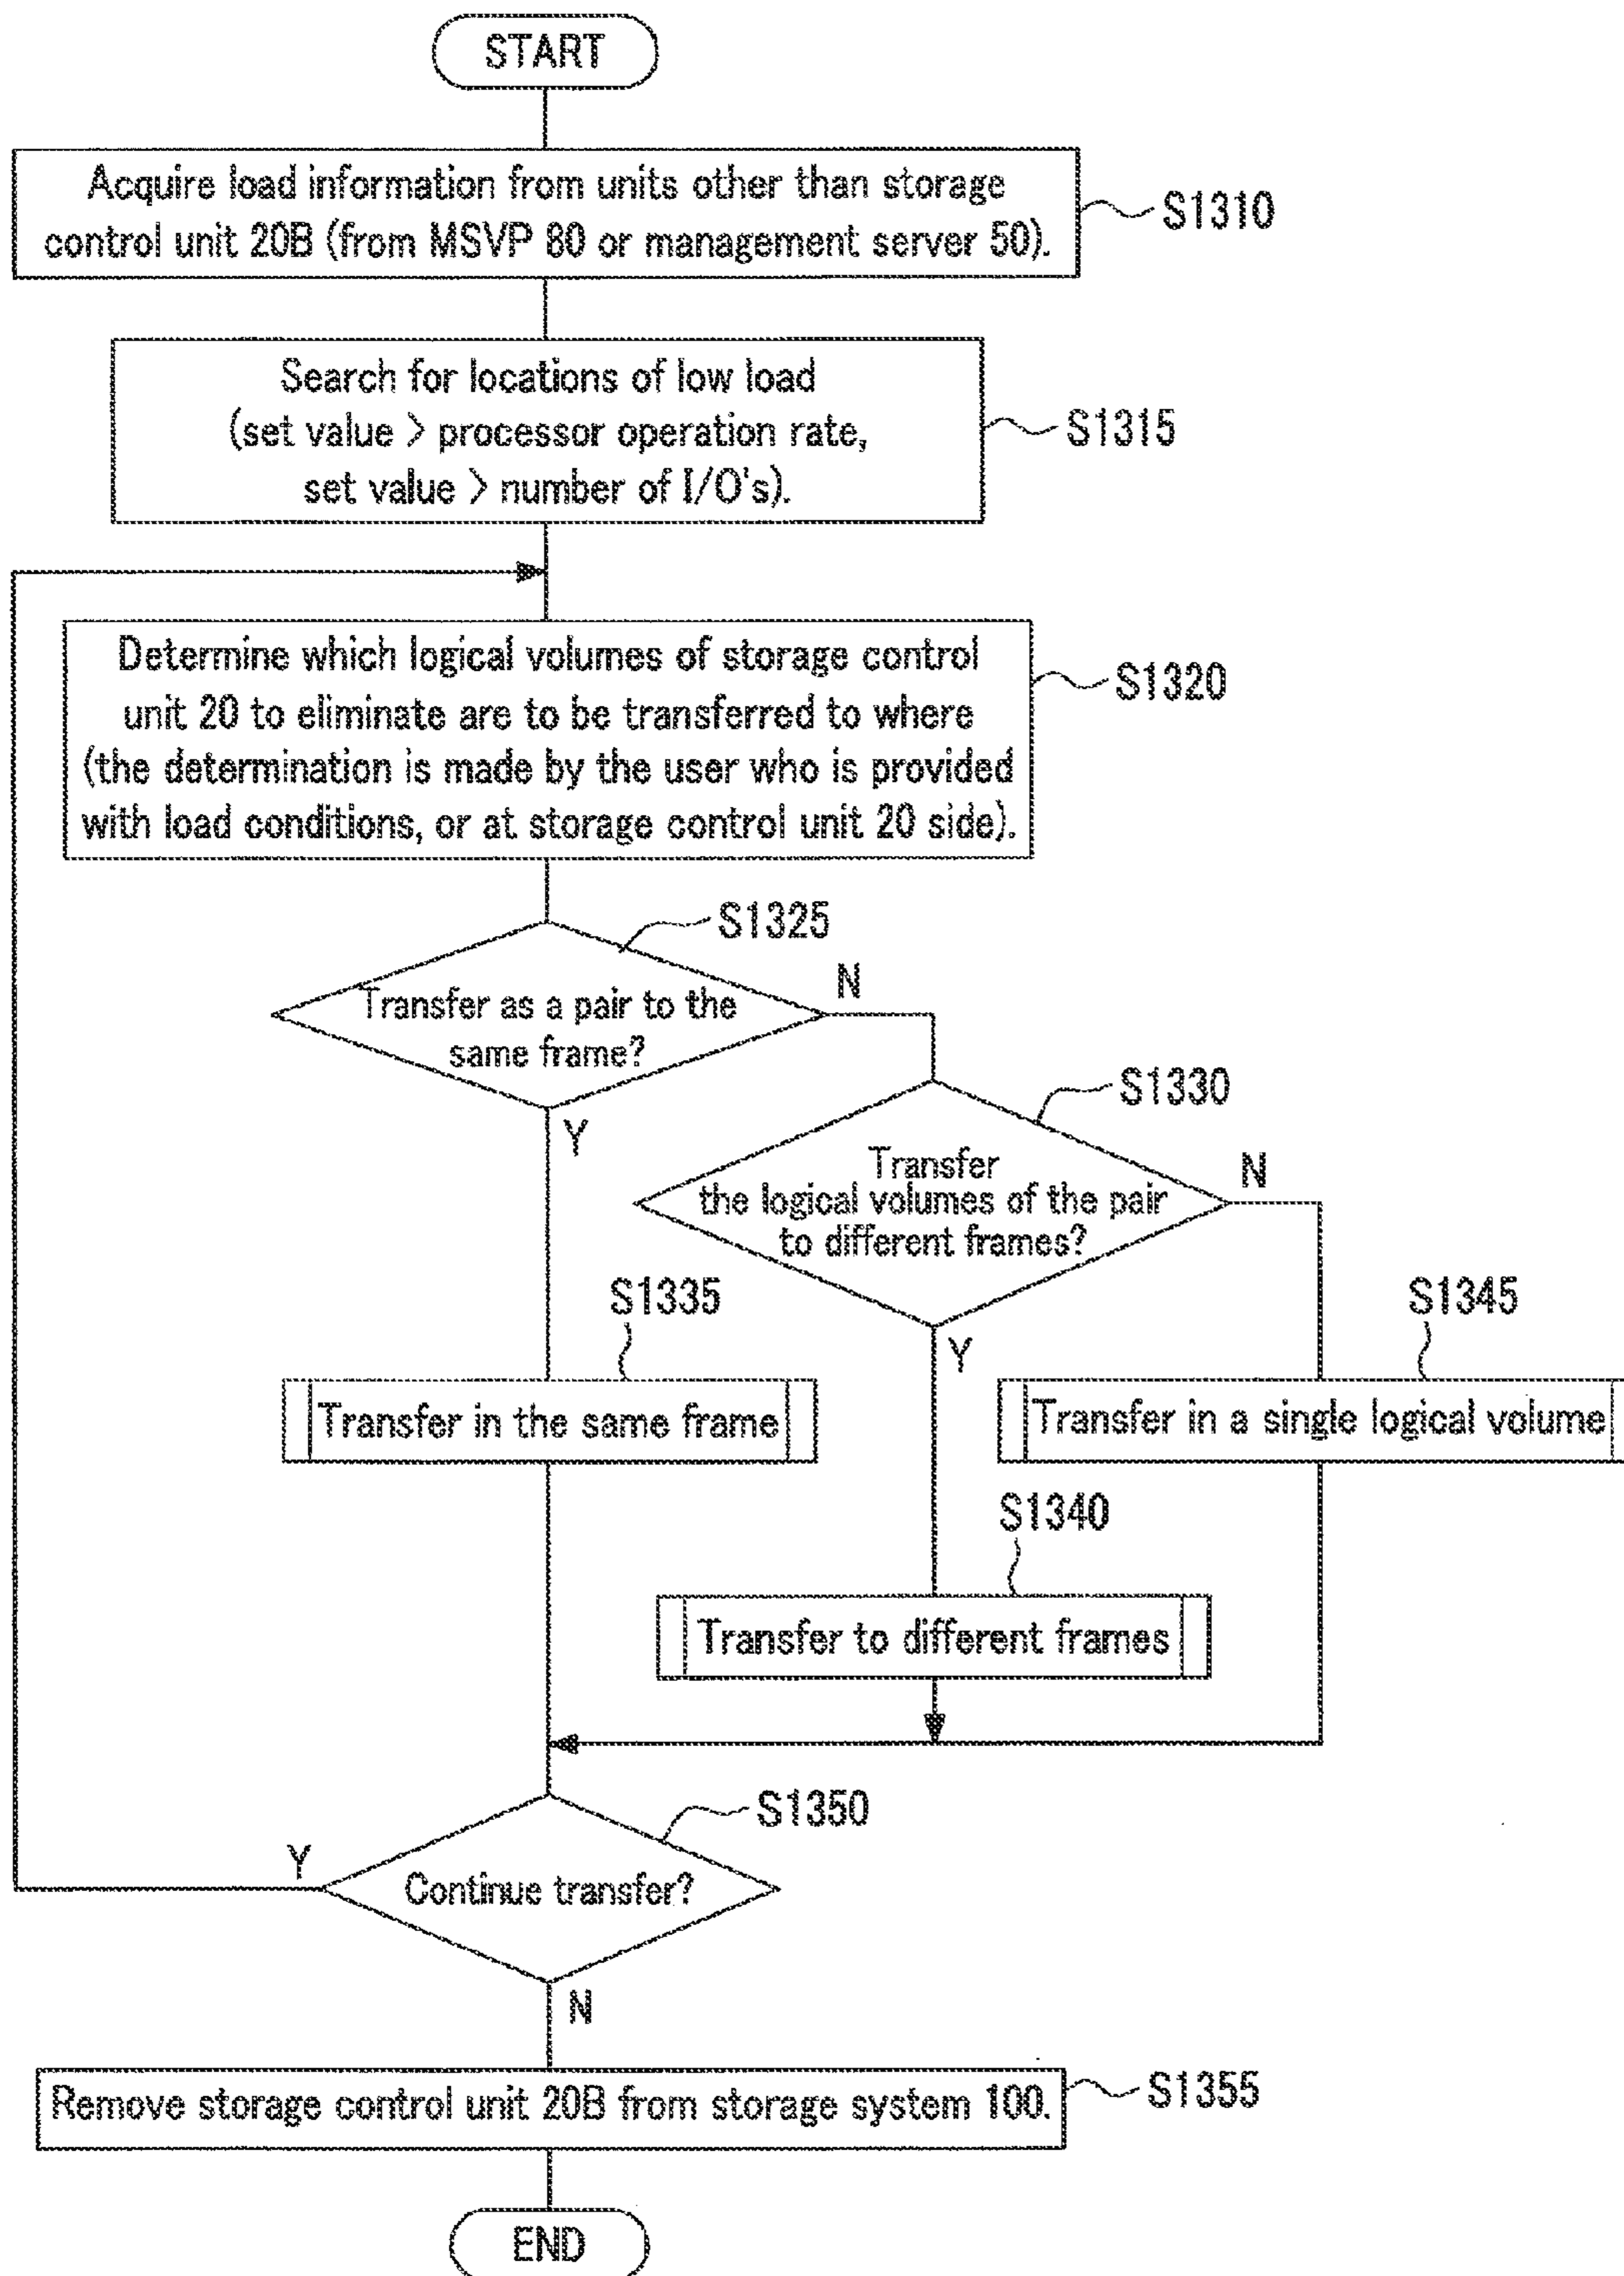 START
Acquire load information from units other than storage
control unit 20B (from MSVP 80 or management server 50).
S1310
Search for locations of low load
(set value > processor operation rate,
set value > number of I/O's).
S1315
Determine which logical volumes of storage control
unit 20 to eliminate are to be transferred to where
(the determination is made by the user who is provided
with load conditions, or at storage control unit 20 side).
S1320
S1325
Transfer as a pair to the
same frame?
N
Y
S1330
Transfer
the logical volumes of the pair
to different frames?
N
Y
S1335
Transfer in the same frame
S1345
Transfer in a single logical volume
S1340
Transfer to different frames
S1350
Continue transfer?
Y
N
Remove storage control unit 20B from storage system 100.
S1355
END